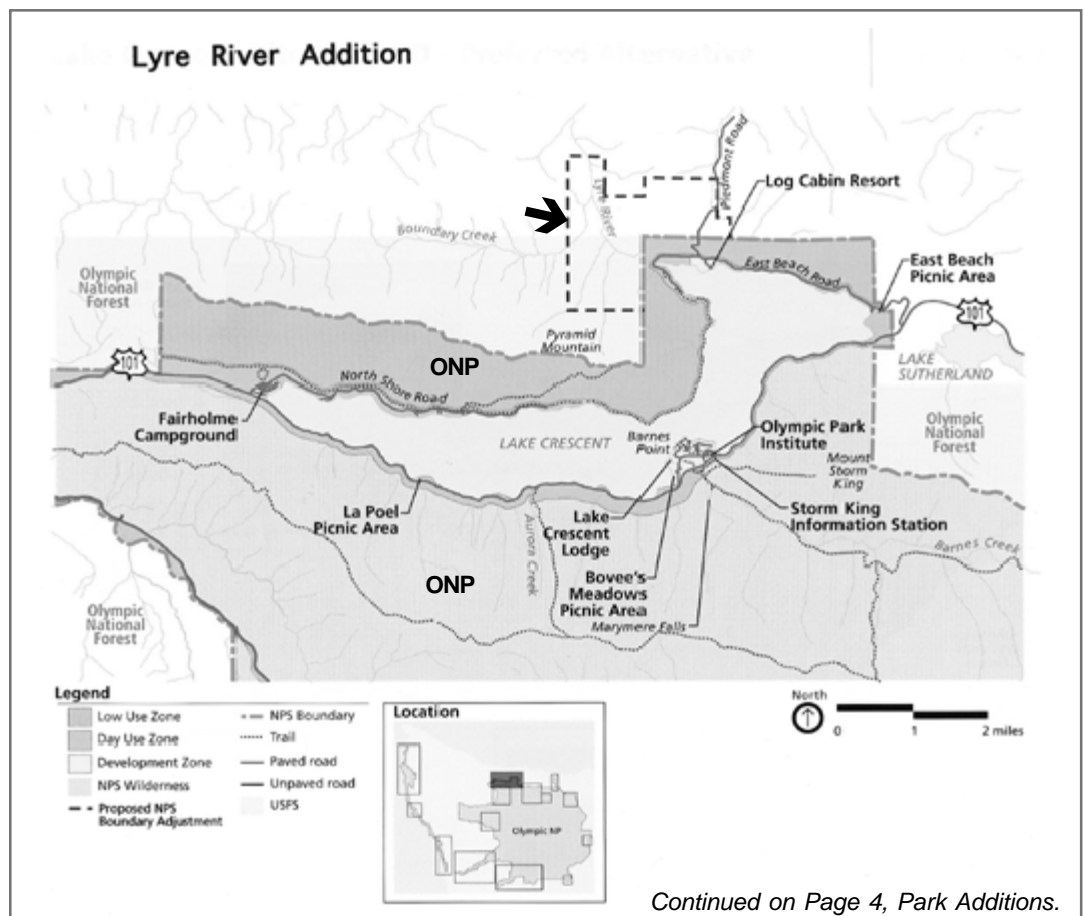 Lyre River Addition
Piedmont Road
Log Cabin Resort
Lyre River
Boundary Creek
Olympic
National
Forest
East Beach Road
East Beach
Picnic Area
101
Pyramid
Mountain
101
ONP
LAKE
SUTHERLAND
North Shore Road
Fairholme
Campground
LAKE CRESCENT
Barnes
Point
Olympic Park
Institute
Olympic
National
Forest
Mount
Storm
King
La Poel
Picnic Area
Aurora Creek
Lake
Crescent
Lodge
Storm King
Information Station
Barnes Creek
ONP
Bovee's
Meadows
Picnic Area
Marymere Falls
Olympic
National
Forest
Legend
Low Use Zone
Day Use Zone
Development Zone
NPS Wilderness
Proposed NPS
Boundary Adjustment
NPS Boundary
Trail
Paved road
Unpaved road
USFS
Location
Olympic NP
North
0 1 2 miles
Continued on Page 4, Park Additions.